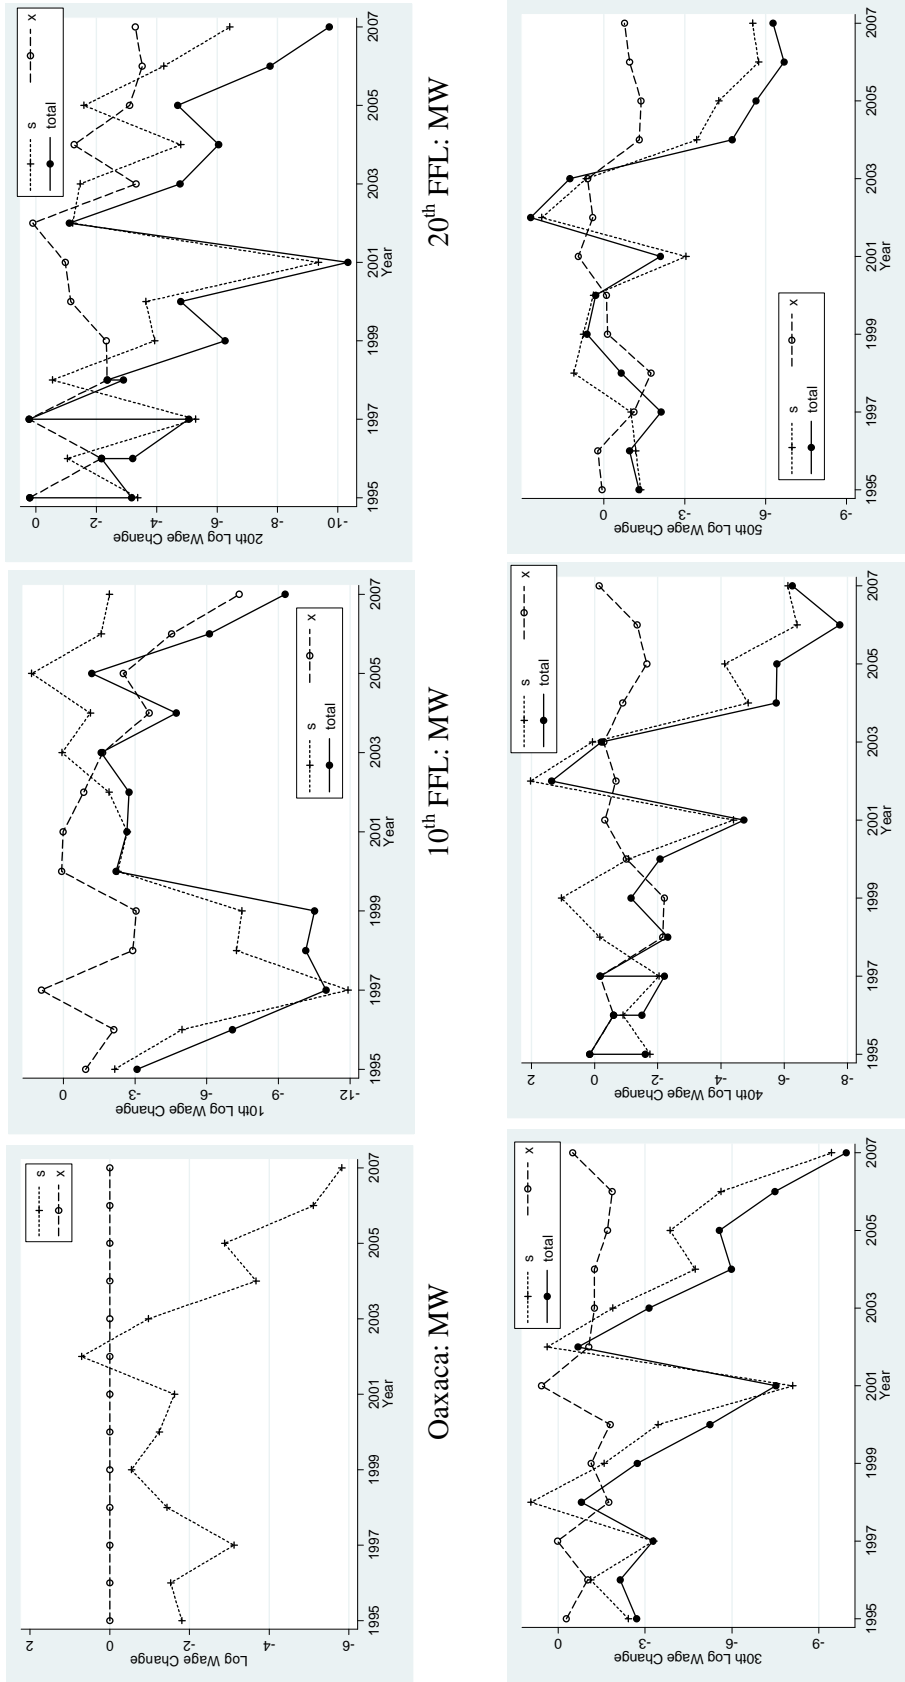 s
x
2
0
-2
-4
-6
Log Wage Change
1995 1997 1999 2001 2003 2005 2007
Year
Oaxaca: MW
0
-3
-6
-9
-12
10th Log Wage Change
1995 1997 1999 2001 2003 2005 2007
Year
s x
total
10th FFL: MW
s x
total
0
-2
-4
-6
-8
-10
20th Log Wage Change
1995 1997 1999 2001 2003 2005 2007
Year
20th FFL: MW
s x
total
0
-3
-6
-9
30th Log Wage Change
1995 1997 1999 2001 2003 2005 2007
Year
s x
total
2
0
-2
-4
-6
-8
40th Log Wage Change
1995 1997 1999 2001 2003 2005 2007
Year
0
-3
-6
-9
50th Log Wage Change
1995 1997 1999 2001 2003 2005 2007
Year
s x
total